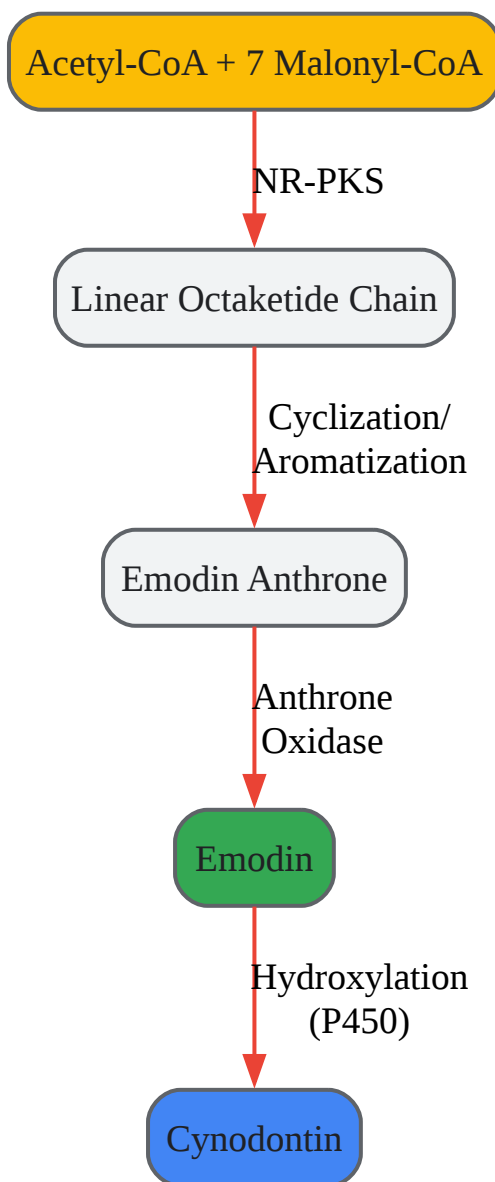 Acetyl-CoA + 7 Malonyl-CoA
NR-PKS
Linear Octaketide Chain
Cyclization/
Aromatization
Emodin Anthrone
Anthrone
Oxidase
Emodin
Hydroxylation
(P450)
Cynodontin